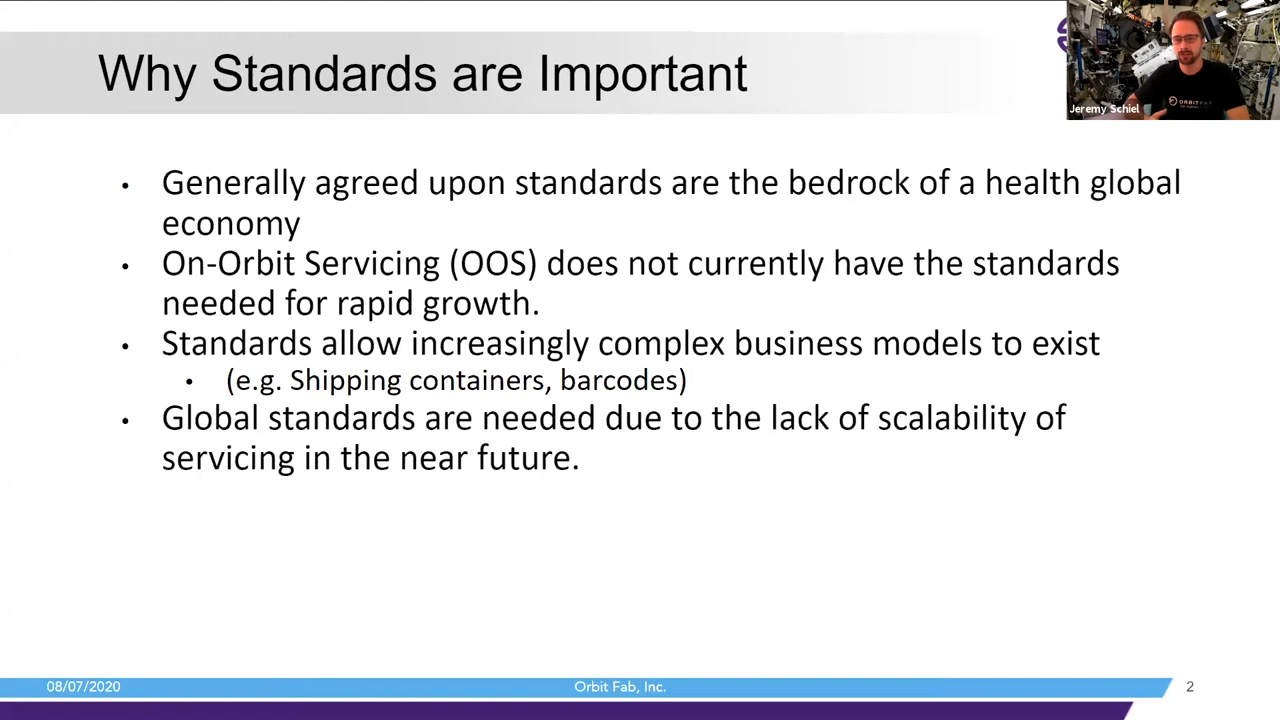 Why Standards are Important
Jeremy Schiel
ORBITFAB
• Generally agreed upon standards are the bedrock of a health global
economy
• On-Orbit Servicing (OOS) does not currently have the standards
needed for rapid growth.
• Standards allow increasingly complex business models to exist
• (e.g. Shipping containers, barcodes)
• Global standards are needed due to the lack of scalability of
servicing in the near future.
08/07/2020
Orbit Fab, Inc.
2